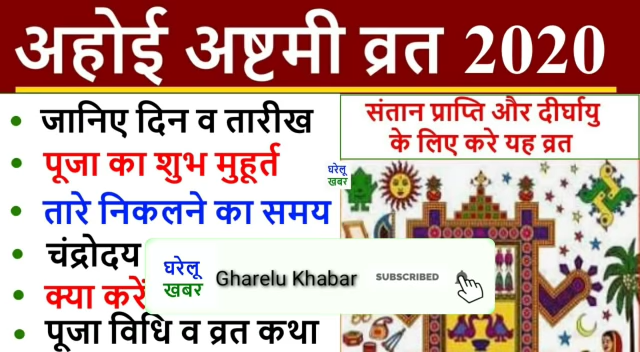 अहोई अष्टमी व्रत 2020
• जानिए दिन व तारीख
• पूजा का शुभ मुहूर्त
• तारे निकलने का समय
• चंद्रोदय
• क्या करें
• पूजा विधि व व्रत कथा
संतान प्राप्ति और दीर्घायु
के लिए करे यह व्रत
घरेलू
खबर
घरेलू
खबर
Gharelu Khabar
SUBSCRIBED